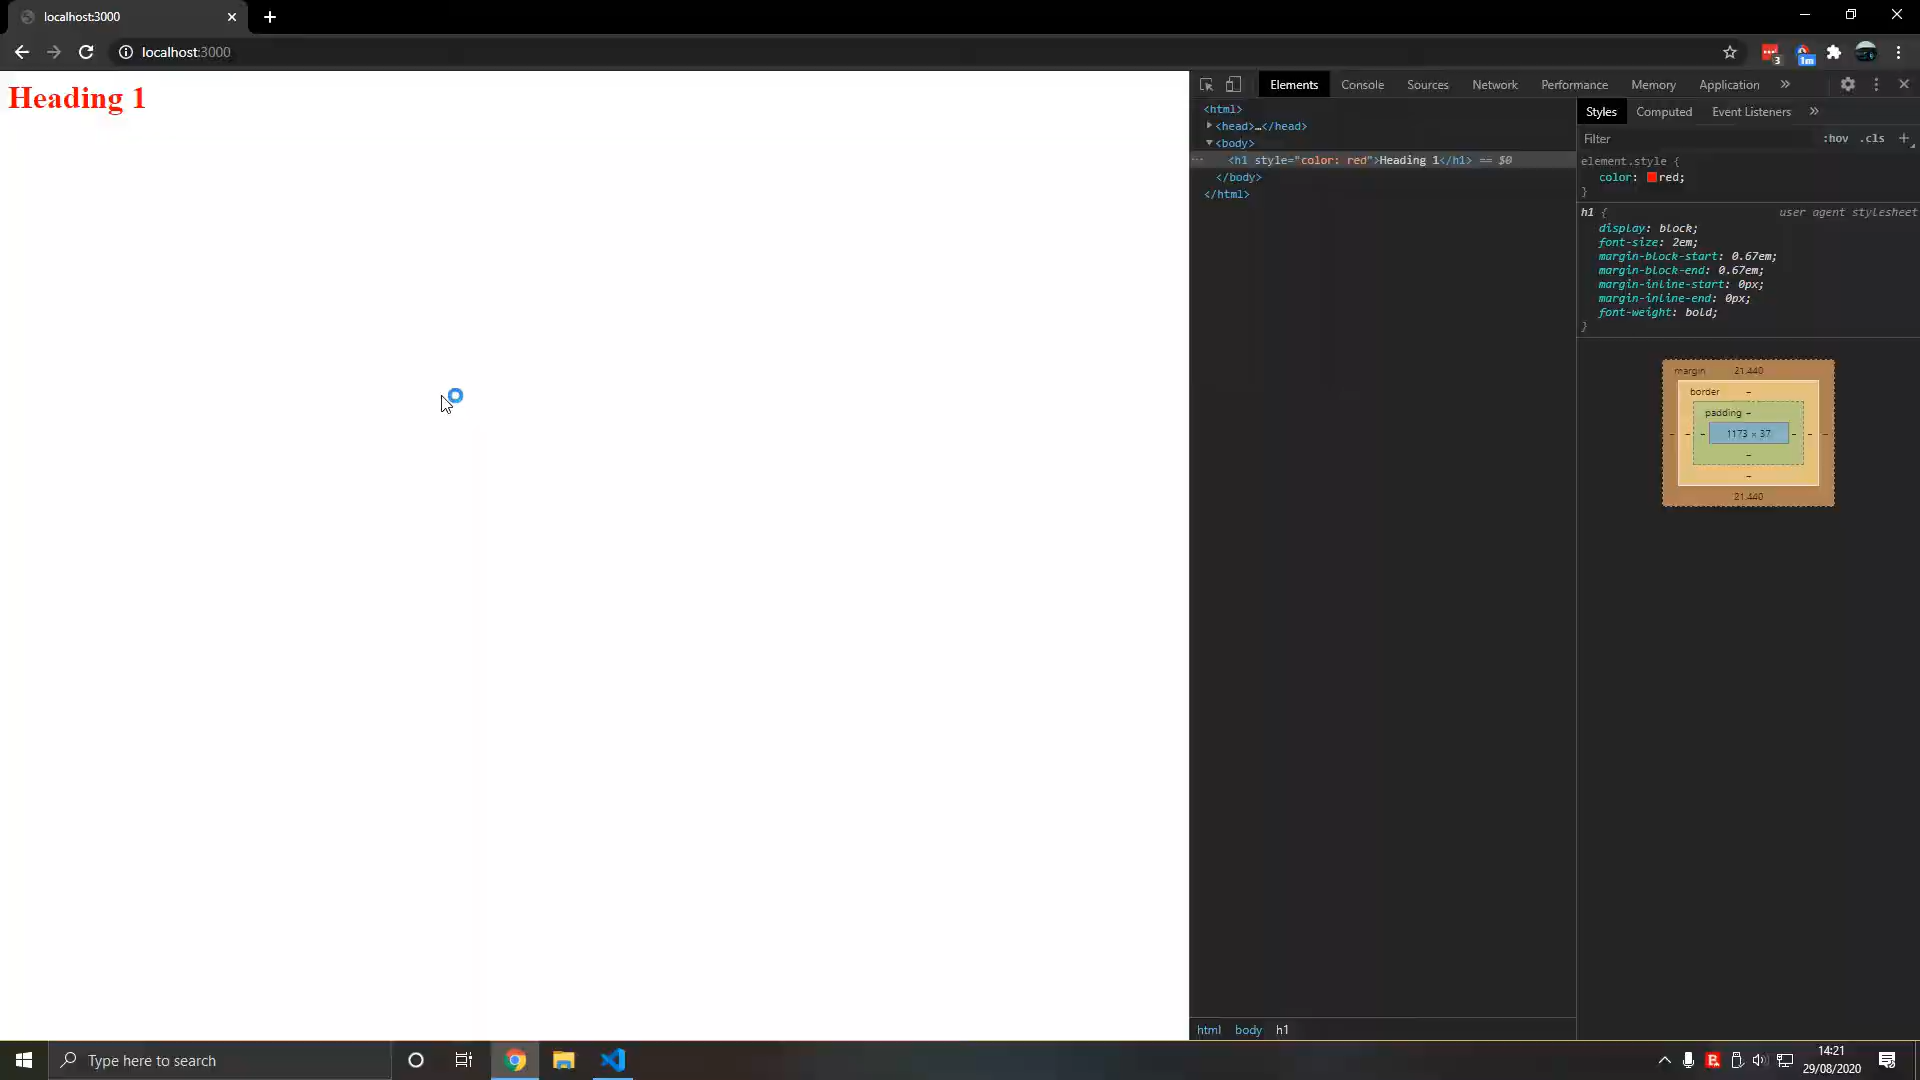 localhost:3000
localhost:3000
3
1m
Heading 1
Elements Console Sources Network Performance Memory Application »
<html>
<head>…</head>
<body>
<h1 style="color: red">Heading 1</h1> == $0
</body>
</html>
html body h1
Styles Computed Event Listeners »
Filter :hov .cls +
element.style {
color: red;
}
h1 { user agent stylesheet
display: block;
font-size: 2em;
margin-block-start: 0.67em;
margin-block-end: 0.67em;
margin-inline-start: 0px;
margin-inline-end: 0px;
font-weight: bold;
}
margin 21.440
border –
padding –
– – – 1173 × 37 – – –
–
–
21.440
Type here to search
14:21
29/08/2020